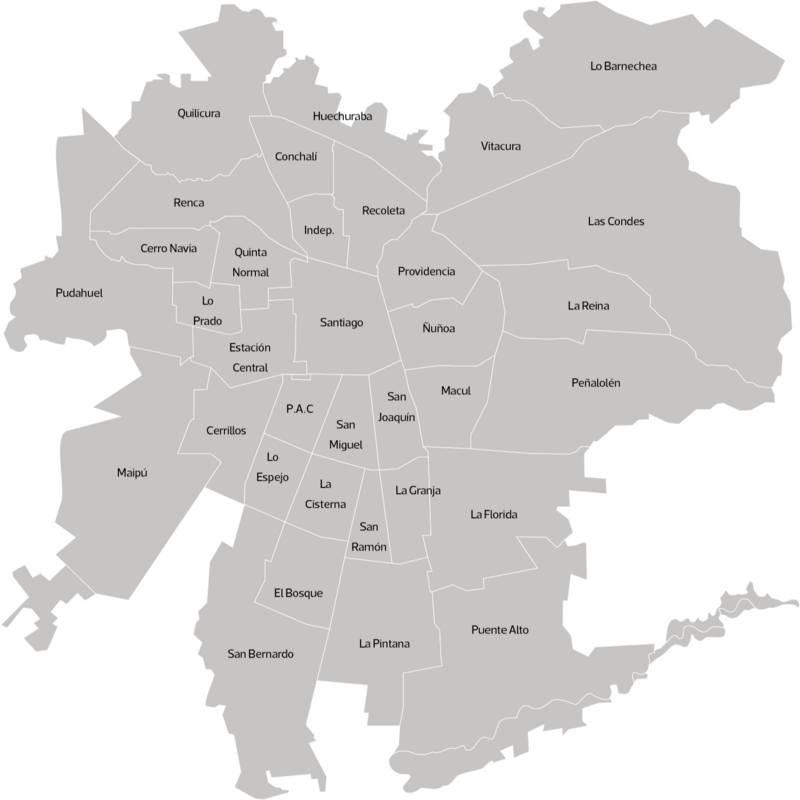 Lo Barnechea
Quilicura
Huechuraba
Vitacura
Conchalí
Renca
Recoleta
Las Condes
Indep.
Cerro Navia
Quinta
Normal
Providencia
Pudahuel
Lo
Prado
La Reina
Santiago
Ñuñoa
Estación
Central
Peñalolén
Macul
San
Joaquín
P.A.C
San
Miguel
Cerrillos
Lo
Espejo
Maipú
La
Cisterna
La Granja
La Florida
San
Ramón
El Bosque
Puente Alto
La Pintana
San Bernardo